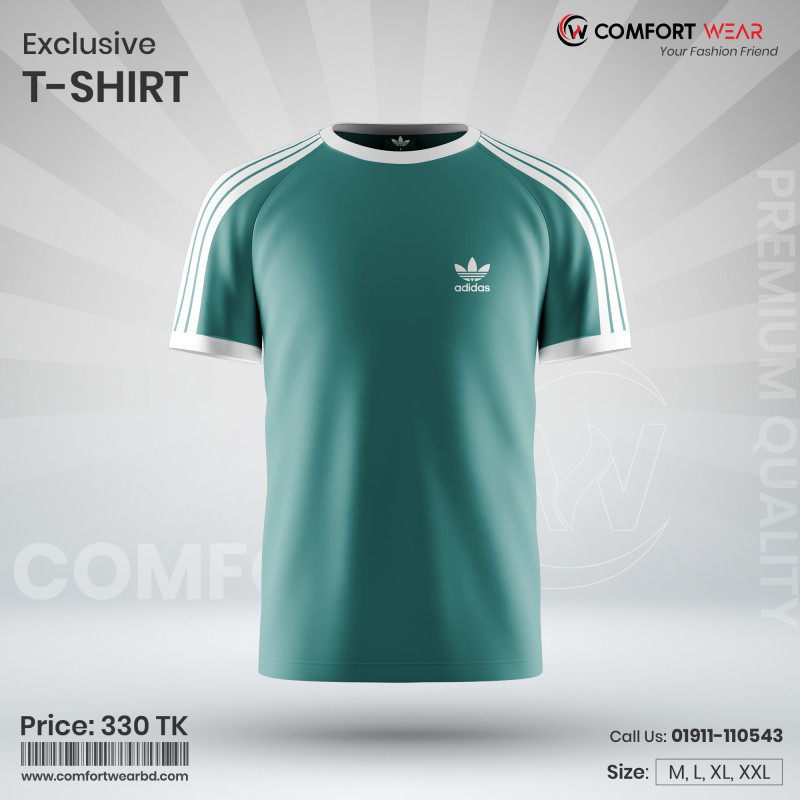 Exclusive
T-SHIRT
CW COMFORT WEAR
Your Fashion Friend
adidas
PREMIUM QUALITY
COMFO
W
Price: 330 TK
www.comfortwearbd.com
Call Us: 01911-110543
Size: M, L, XL, XXL